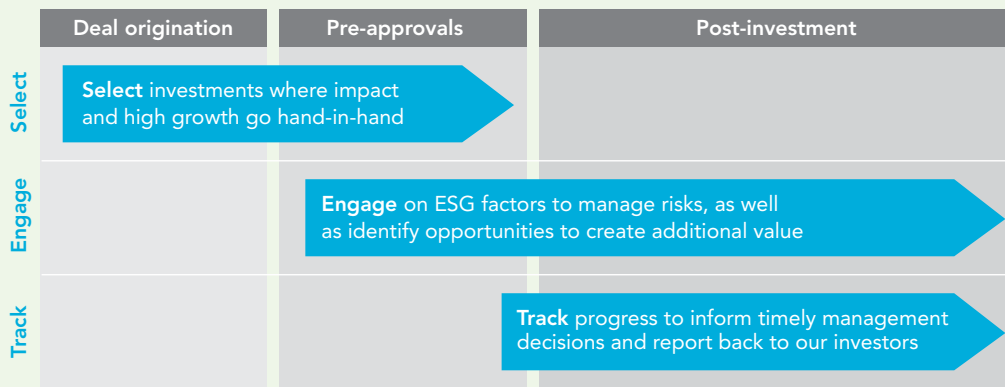 Deal origination
Pre-approvals
Post-investment
Select
Select investments where impact
and high growth go hand-in-hand
Engage
Engage on ESG factors to manage risks, as well
as identify opportunities to create additional value
Track
Track progress to inform timely management
decisions and report back to our investors